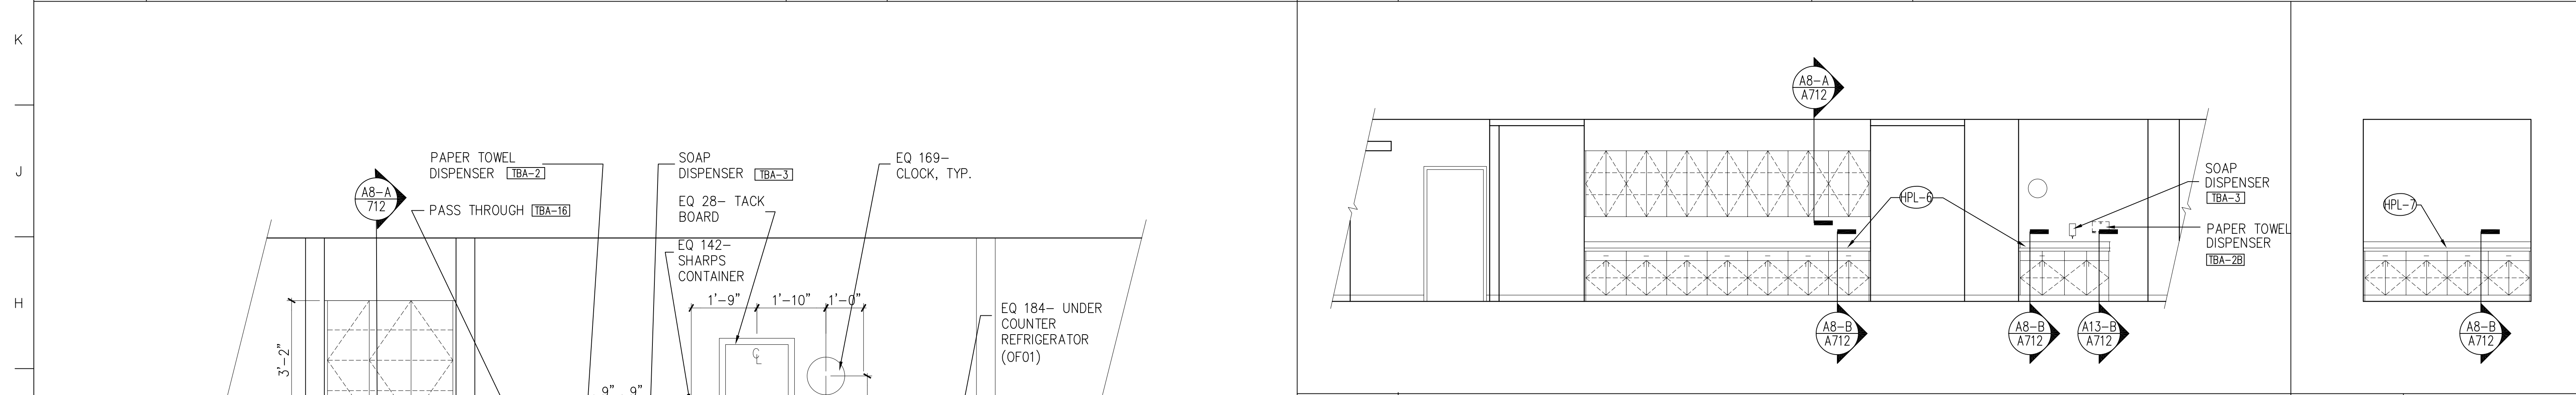 K
J
H
PAPER TOWEL
DISPENSER TBA-2
A8-A
712
PASS THROUGH TBA-16
SOAP
DISPENSER TBA-3
EQ 28- TACK
BOARD
EQ 142-
SHARPS
CONTAINER
EQ 169-
CLOCK, TYP.
1'-9"
1'-10"
1'-0"
EQ 184- UNDER
COUNTER
REFRIGERATOR
(OF01)
3'-2"
CL
9"
9"
A8-A
A712
HPL-6
SOAP
DISPENSER
TBA-3
PAPER TOWEL
DISPENSER
TBA-2B
A8-B
A712
A8-B
A712
A13-B
A712
HPL-7
A8-B
A712